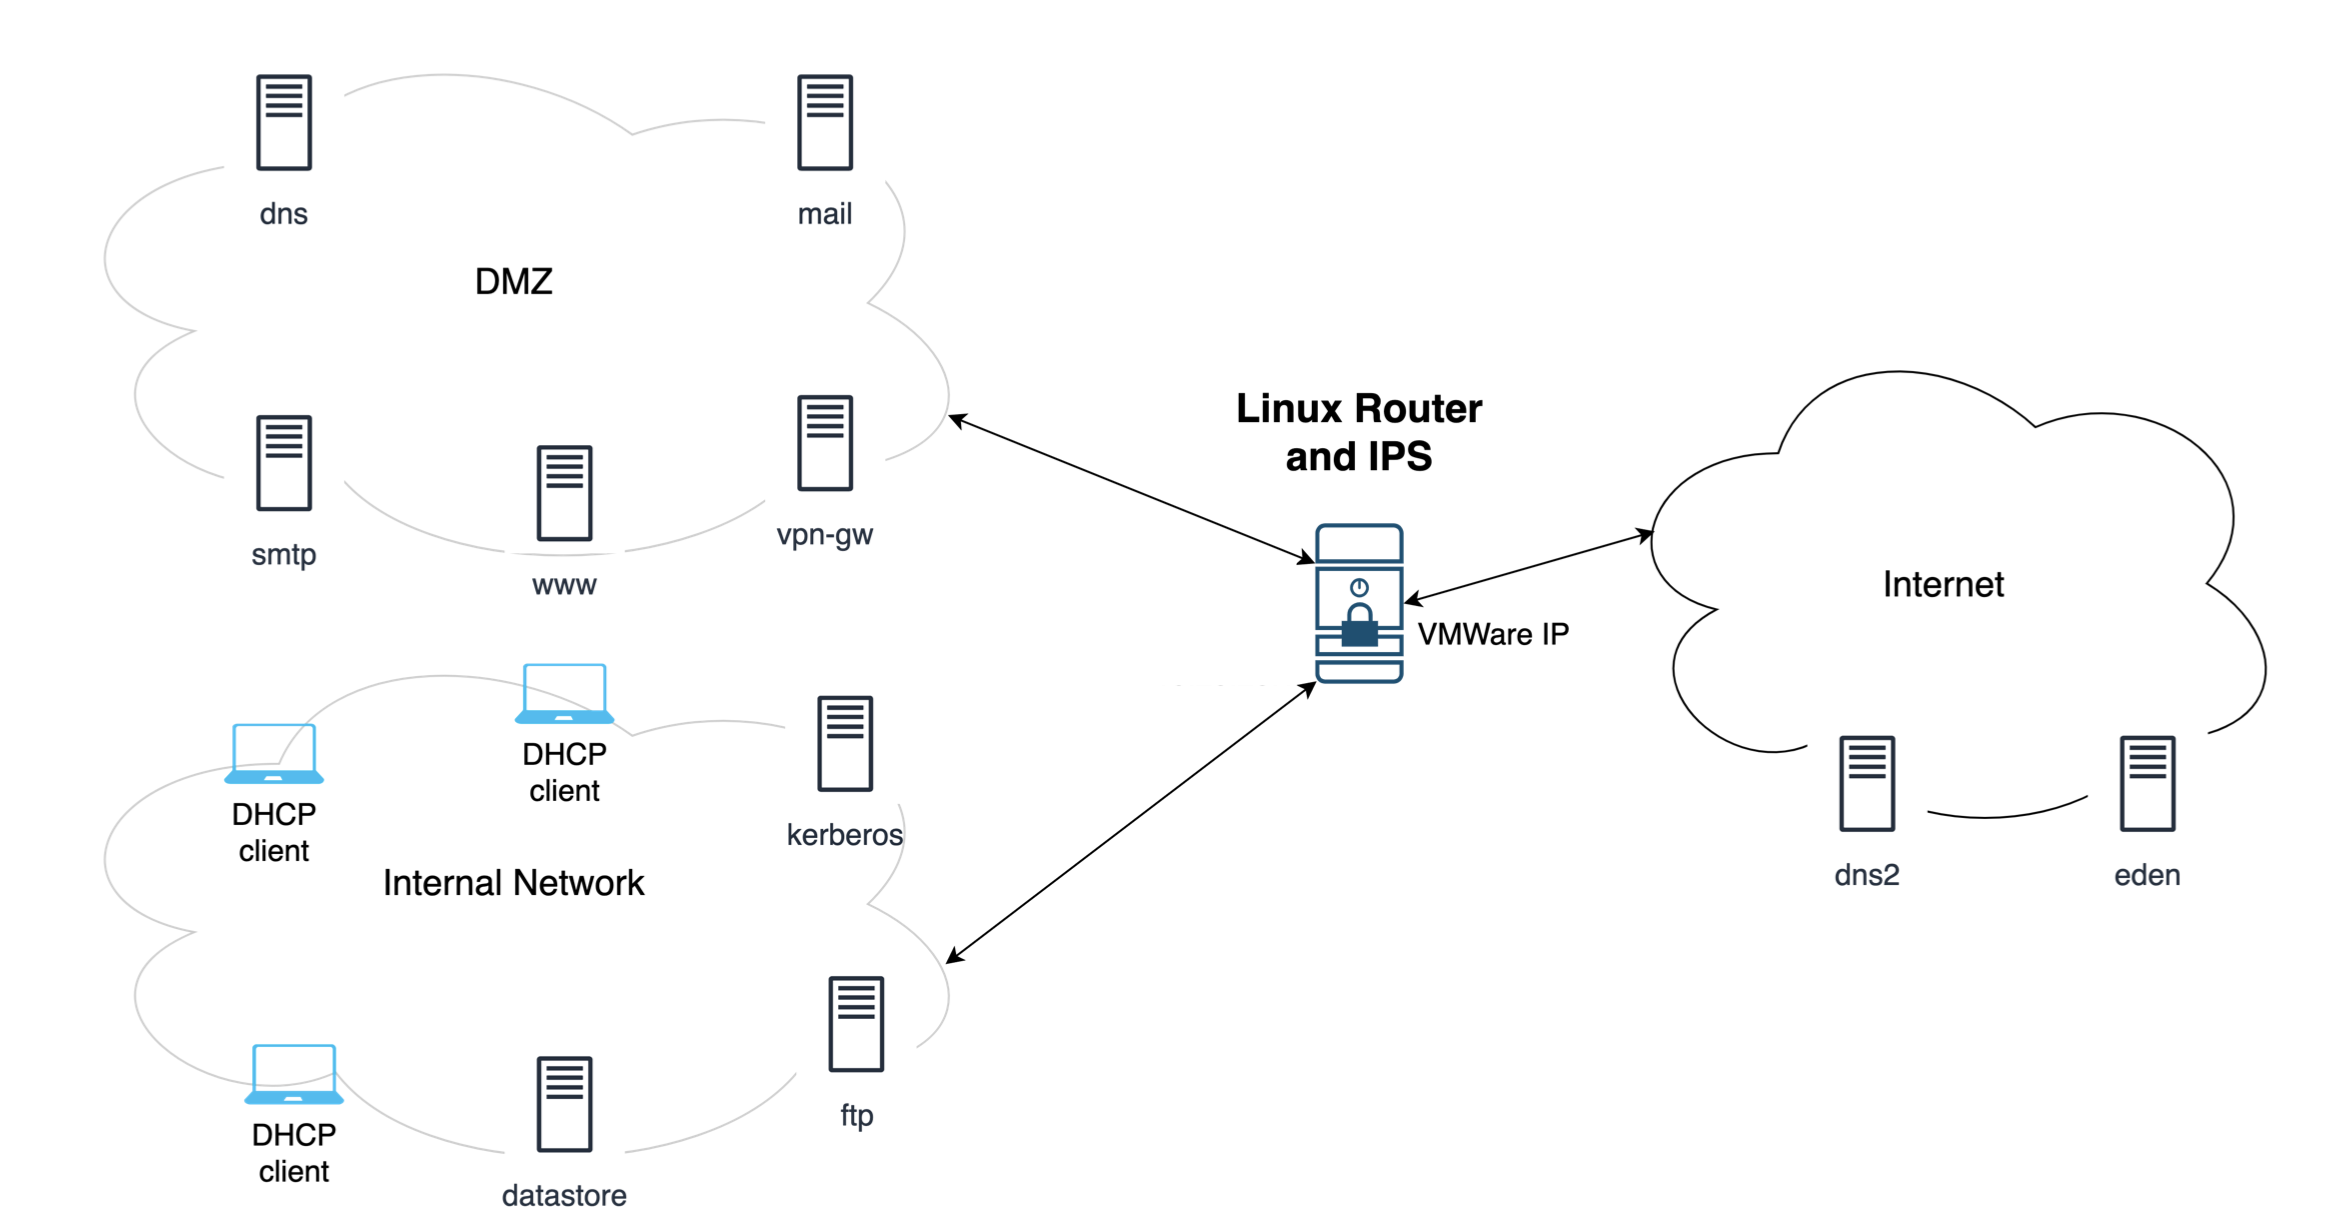 dns
mail
DMZ
smtp
www
vpn-gw
Linux Router
and IPS
VMWare IP
Internet
dns2
eden
DHCP
client
DHCP
client
kerberos
Internal Network
DHCP
client
datastore
ftp